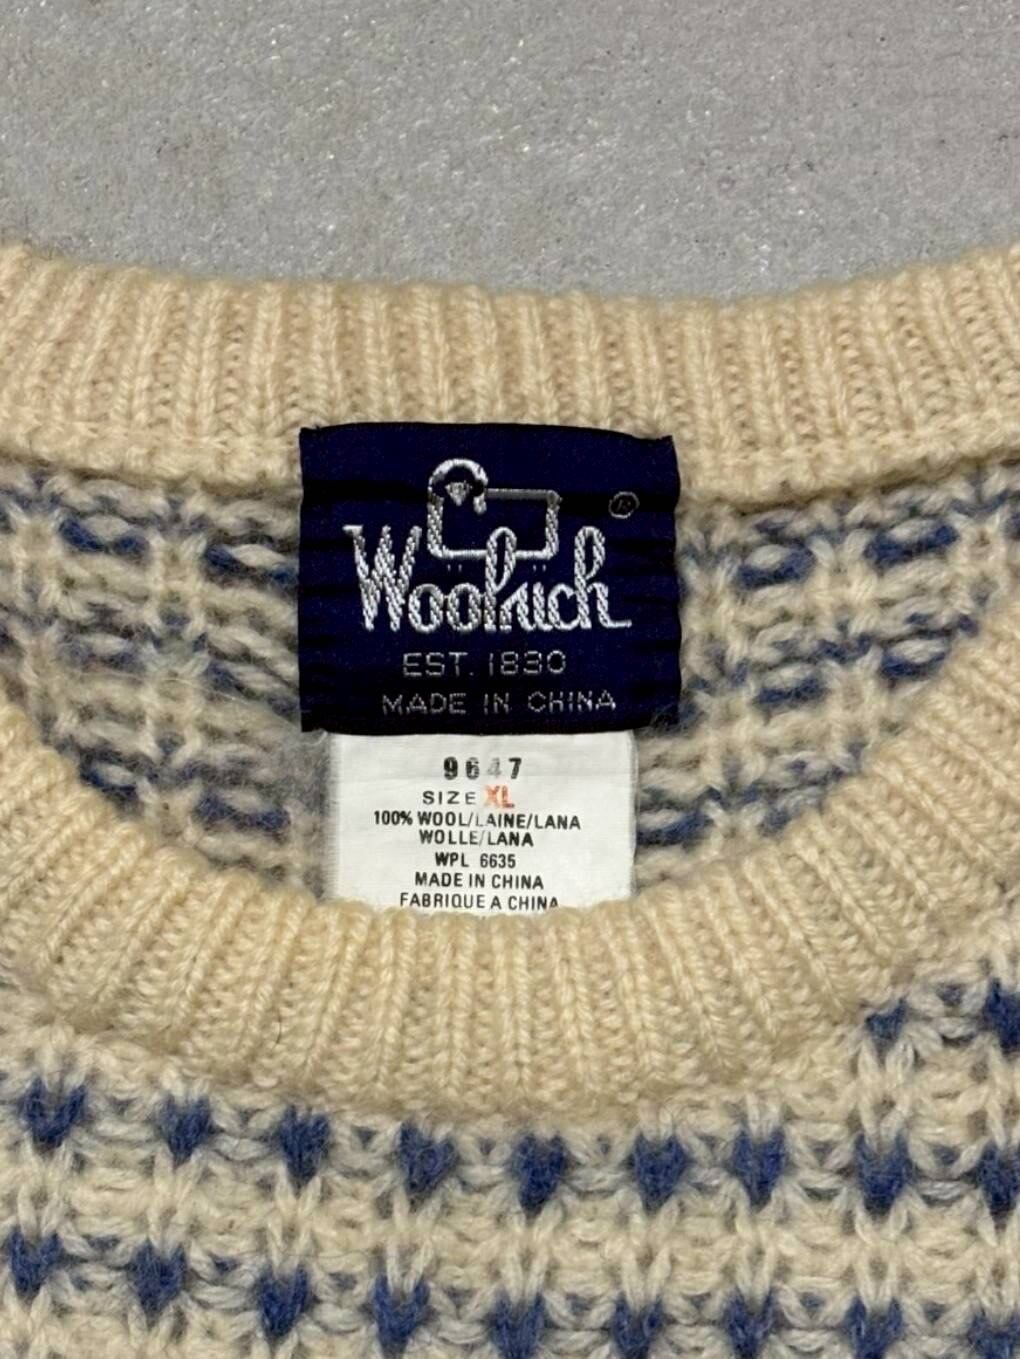 Woolrich
®
EST. 1830
MADE IN CHINA
9647
SIZE XL
100% WOOL/LAINE/LANA
WOLLE/LANA
WPL 6635
MADE IN CHINA
FABRIQUE A CHINA